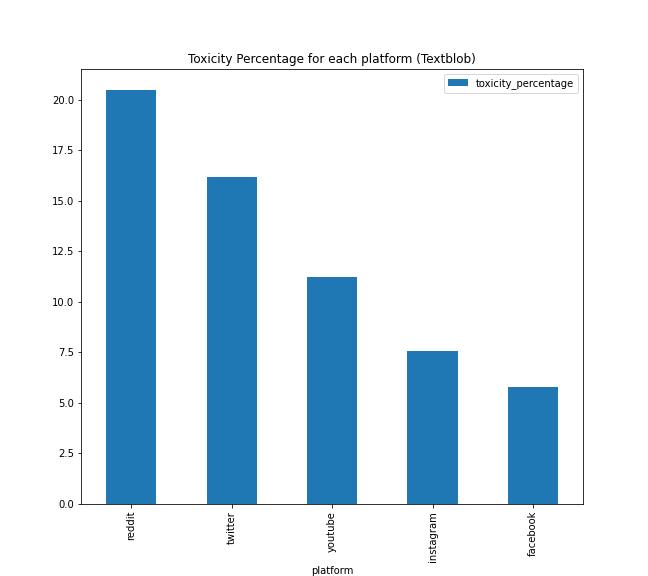 Toxicity Percentage for each platform (Textblob)
toxicity_percentage
20.0
17.5
15.0
12.5
10.0
7.5
5.0
2.5
0.0
reddit
twitter
youtube
instagram
facebook
platform